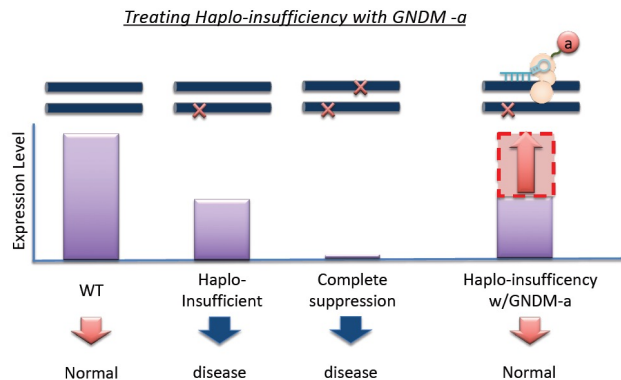 Treating Haplo-insufficiency with GNDM -a
a
Expression Level
WT
Haplo-
Insufficient
Complete
suppression
Haplo-insufficency
w/GNDM-a
Normal
disease
disease
Normal